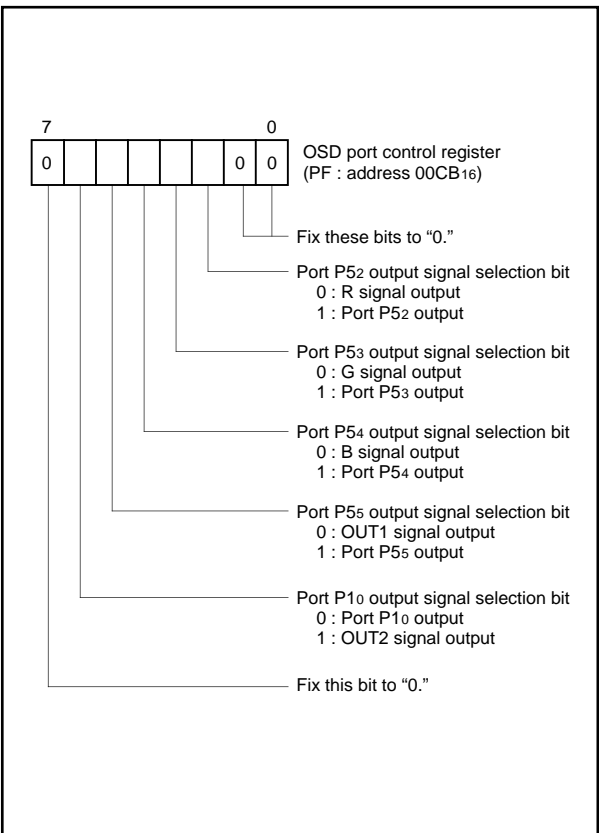 7 0
0 0 0
OSD port control register
(PF : address 00CB16)
Fix these bits to “0.”
Port P52 output signal selection bit
0 : R signal output
1 : Port P52 output
Port P53 output signal selection bit
0 : G signal output
1 : Port P53 output
Port P54 output signal selection bit
0 : B signal output
1 : Port P54 output
Port P55 output signal selection bit
0 : OUT1 signal output
1 : Port P55 output
Port P10 output signal selection bit
0 : Port P10 output
1 : OUT2 signal output
Fix this bit to “0.”